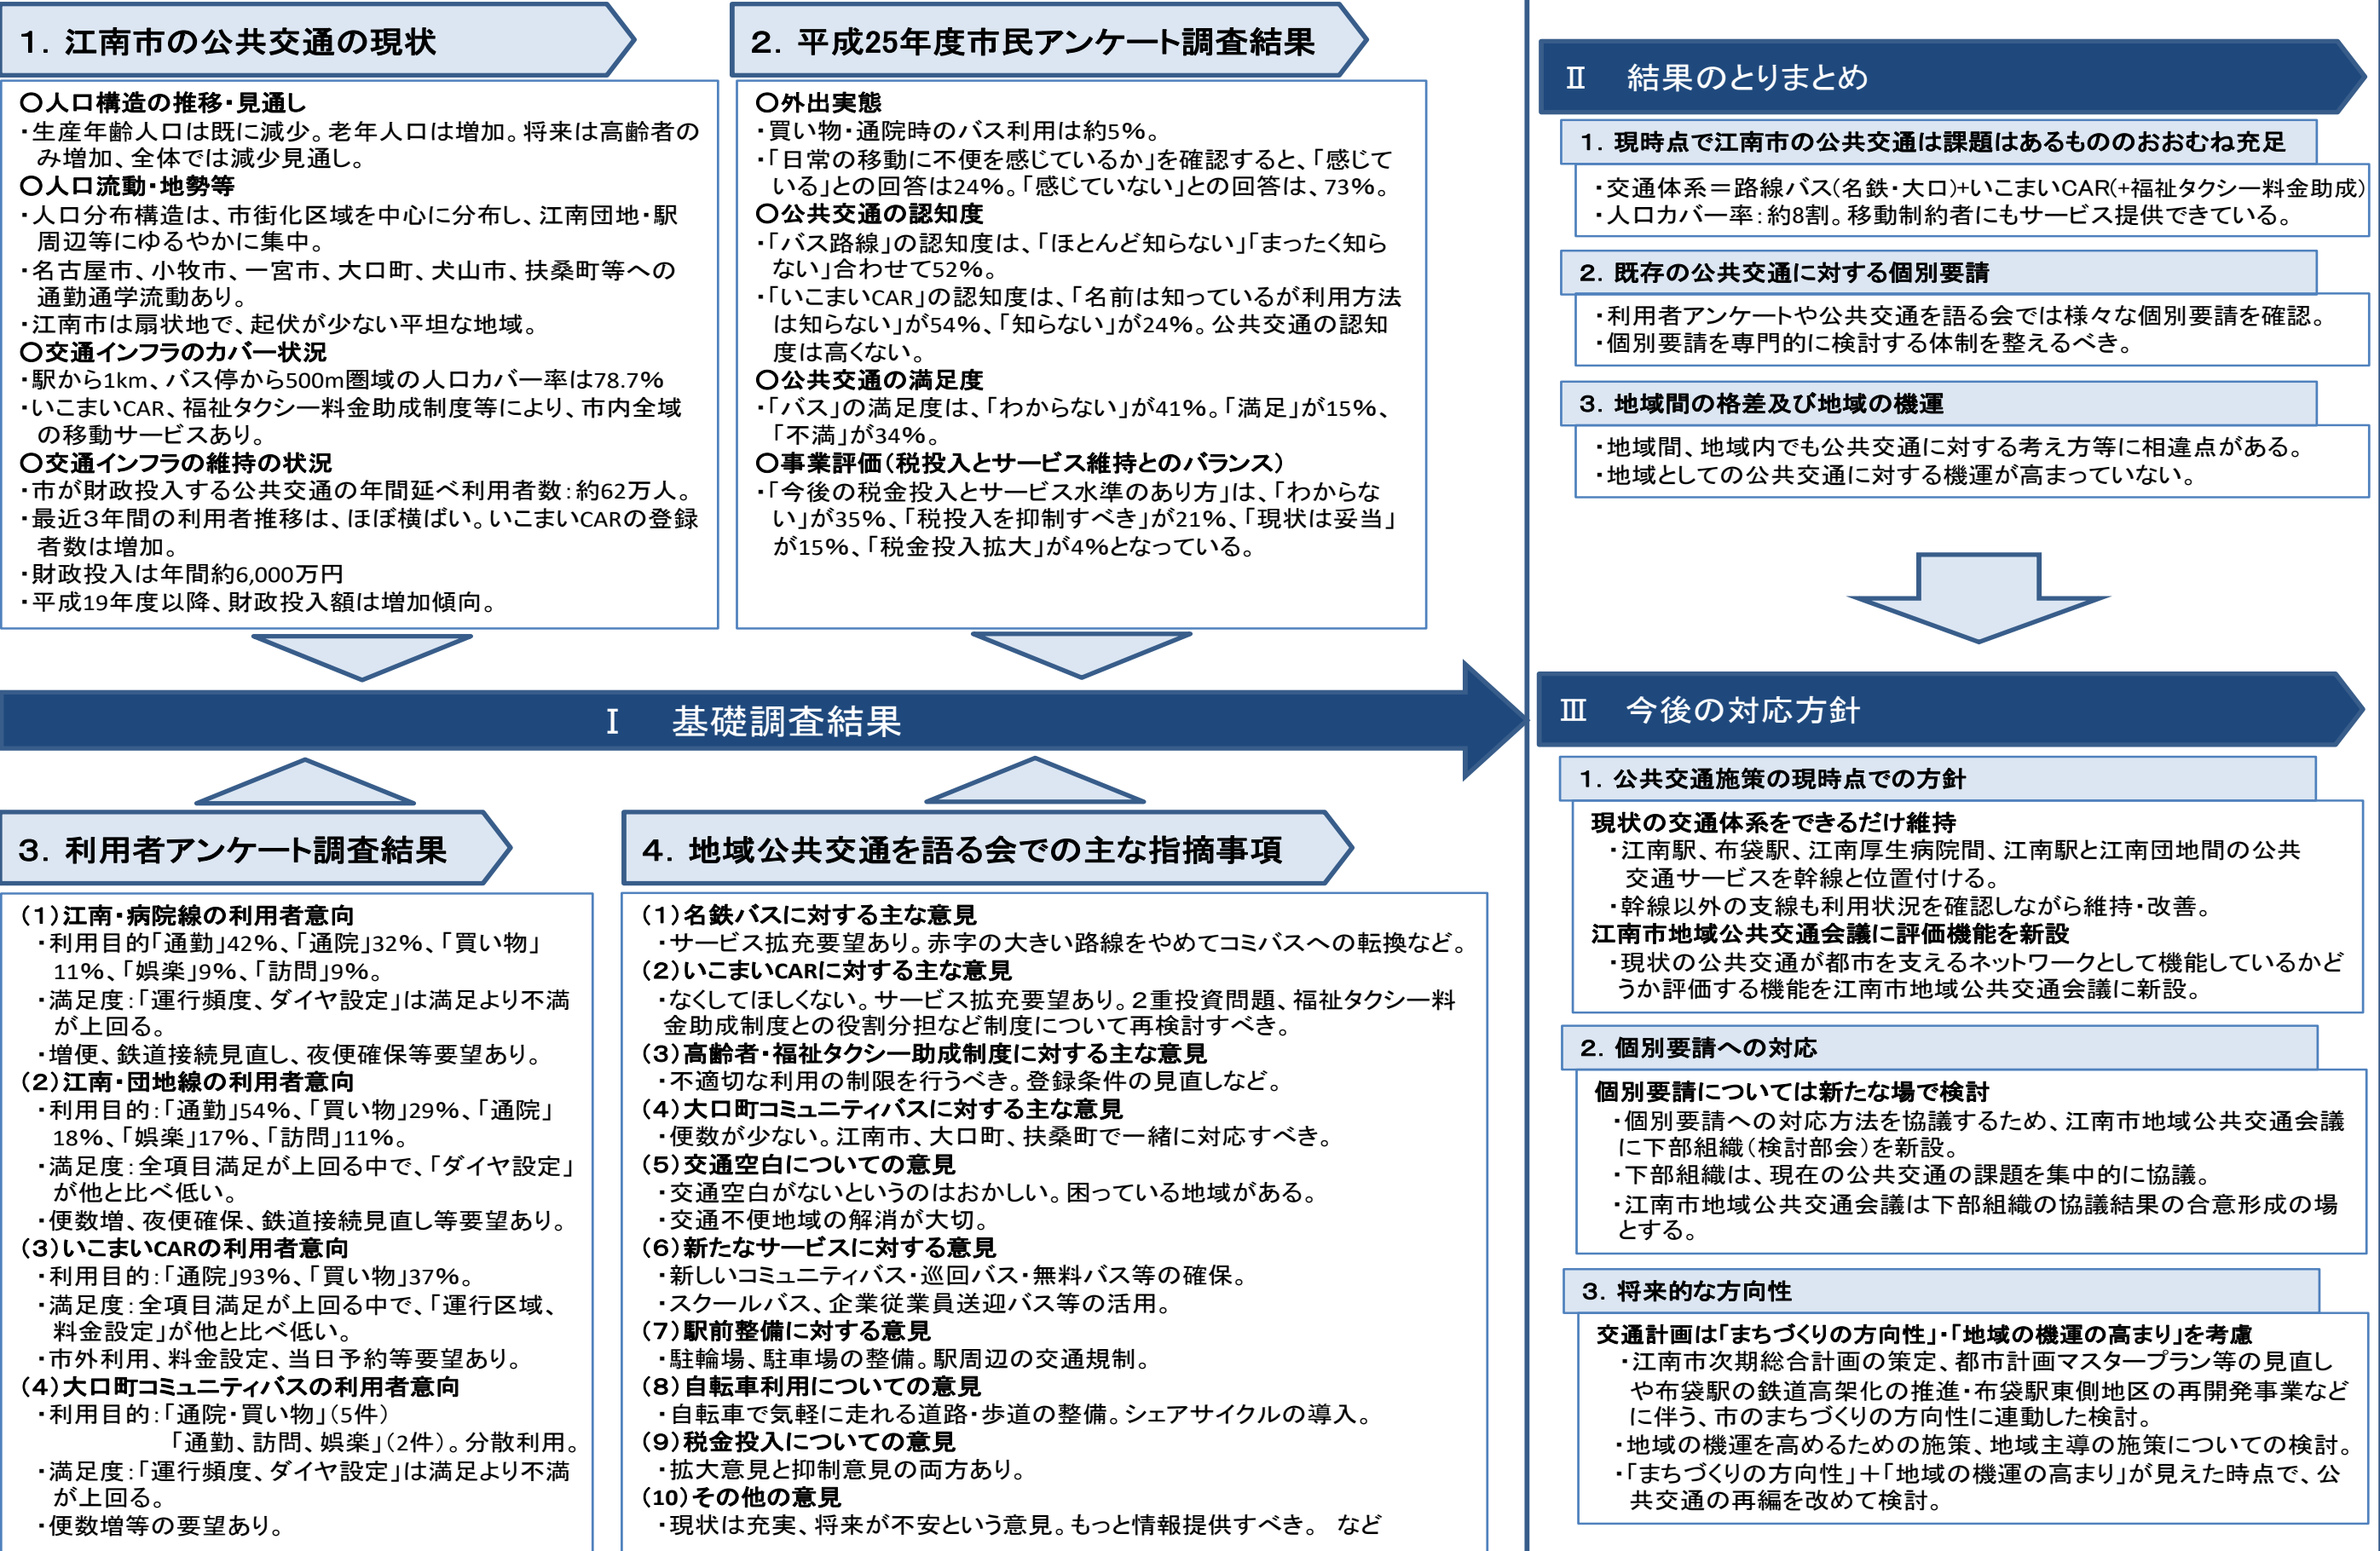 1．江南市の公共交通の現状
○人口構造の推移・見通し
・生産年齢人口は既に減少。老年人口は増加。将来は高齢者の
み増加、全体では減少見通し。
○人口流動・地勢等
・人口分布構造は、市街化区域を中心に分布し、江南団地・駅
周辺等にゆるやかに集中。
・名古屋市、小牧市、一宮市、大口町、犬山市、扶桑町等への
通勤通学流動あり。
・江南市は扇状地で、起伏が少ない平坦な地域。
○交通インフラのカバー状況
・駅から1km、バス停から500m圏域の人口カバー率は78.7%
・いこまいCAR、福祉タクシー料金助成制度等により、市内全域
の移動サービスあり。
○交通インフラの維持の状況
・市が財政投入する公共交通の年間延べ利用者数：約62万人。
・最近3年間の利用者推移は、ほぼ横ばい。いこまいCARの登録
者数は増加。
・財政投入は年間約6,000万円
・平成19年度以降、財政投入額は増加傾向。
2．平成25年度市民アンケート調査結果
○外出実態
・買い物・通院時のバス利用は約5%。
・「日常の移動に不便を感じているか」を確認すると、「感じて
いる」との回答は24%。「感じていない」との回答は、73%。
○公共交通の認知度
・「バス路線」の認知度は、「ほとんど知らない」「まったく知ら
ない」合わせて52%。
・「いこまいCAR」の認知度は、「名前は知っているが利用方法
は知らない」が54%、「知らない」が24%。公共交通の認知
度は高くない。
○公共交通の満足度
・「バス」の満足度は、「わからない」が41%。「満足」が15%、
「不満」が34%。
○事業評価（税投入とサービス維持とのバランス）
・「今後の税金投入とサービス水準のあり方」は、「わからな
い」が35%、「税投入を抑制すべき」が21%、「現状は妥当」
が15%、「税金投入拡大」が4%となっている。
Ⅰ　基礎調査結果
3．利用者アンケート調査結果
（1）江南・病院線の利用者意向
・利用目的「通勤」42%、「通院」32%、「買い物」
11%、「娯楽」9%、「訪問」9%。
・満足度：「運行頻度、ダイヤ設定」は満足より不満
が上回る。
・増便、鉄道接続見直し、夜便確保等要望あり。
（2）江南・団地線の利用者意向
・利用目的：「通勤」54%、「買い物」29%、「通院」
18%、「娯楽」17%、「訪問」11%。
・満足度：全項目満足が上回る中で、「ダイヤ設定」
が他と比べ低い。
・便数増、夜便確保、鉄道接続見直し等要望あり。
（3）いこまいCARの利用者意向
・利用目的：「通院」93%、「買い物」37%。
・満足度：全項目満足が上回る中で、「運行区域、
料金設定」が他と比べ低い。
・市外利用、料金設定、当日予約等要望あり。
（4）大口町コミュニティバスの利用者意向
・利用目的：「通院・買い物」（5件）
「通勤、訪問、娯楽」（2件）。分散利用。
・満足度：「運行頻度、ダイヤ設定」は満足より不満
が上回る。
・便数増等の要望あり。
4．地域公共交通を語る会での主な指摘事項
（1）名鉄バスに対する主な意見
・サービス拡充要望あり。赤字の大きい路線をやめてコミバスへの転換など。
（2）いこまいCARに対する主な意見
・なくしてほしくない。サービス拡充要望あり。2重投資問題、福祉タクシー料
金助成制度との役割分担など制度について再検討すべき。
（3）高齢者・福祉タクシー助成制度に対する主な意見
・不適切な利用の制限を行うべき。登録条件の見直しなど。
（4）大口町コミュニティバスに対する主な意見
・便数が少ない。江南市、大口町、扶桑町で一緒に対応すべき。
（5）交通空白についての意見
・交通空白がないというのはおかしい。困っている地域がある。
・交通不便地域の解消が大切。
（6）新たなサービスに対する意見
・新しいコミュニティバス・巡回バス・無料バス等の確保。
・スクールバス、企業従業員送迎バス等の活用。
（7）駅前整備に対する意見
・駐輪場、駐車場の整備。駅周辺の交通規制。
（8）自転車利用についての意見
・自転車で気軽に走れる道路・歩道の整備。シェアサイクルの導入。
（9）税金投入についての意見
・拡大意見と抑制意見の両方あり。
（10）その他の意見
・現状は充実、将来が不安という意見。もっと情報提供すべき。　など
Ⅱ　結果のとりまとめ
1．現時点で江南市の公共交通は課題はあるもののおおむね充足
・交通体系＝路線バス(名鉄・大口)+いこまいCAR(+福祉タクシー料金助成)
・人口カバー率：約8割。移動制約者にもサービス提供できている。
2．既存の公共交通に対する個別要請
・利用者アンケートや公共交通を語る会では様々な個別要請を確認。
・個別要請を専門的に検討する体制を整えるべき。
3．地域間の格差及び地域の機運
・地域間、地域内でも公共交通に対する考え方等に相違点がある。
・地域としての公共交通に対する機運が高まっていない。
Ⅲ　今後の対応方針
1．公共交通施策の現時点での方針
現状の交通体系をできるだけ維持
・江南駅、布袋駅、江南厚生病院間、江南駅と江南団地間の公共
交通サービスを幹線と位置付ける。
・幹線以外の支線も利用状況を確認しながら維持・改善。
江南市地域公共交通会議に評価機能を新設
・現状の公共交通が都市を支えるネットワークとして機能しているかど
うか評価する機能を江南市地域公共交通会議に新設。
2．個別要請への対応
個別要請については新たな場で検討
・個別要請への対応方法を協議するため、江南市地域公共交通会議
に下部組織（検討部会）を新設。
・下部組織は、現在の公共交通の課題を集中的に協議。
・江南市地域公共交通会議は下部組織の協議結果の合意形成の場
とする。
3．将来的な方向性
交通計画は「まちづくりの方向性」・「地域の機運の高まり」を考慮
・江南市次期総合計画の策定、都市計画マスタープラン等の見直し
や布袋駅の鉄道高架化の推進・布袋駅東側地区の再開発事業など
に伴う、市のまちづくりの方向性に連動した検討。
・地域の機運を高めるための施策、地域主導の施策についての検討。
・「まちづくりの方向性」＋「地域の機運の高まり」が見えた時点で、公
共交通の再編を改めて検討。